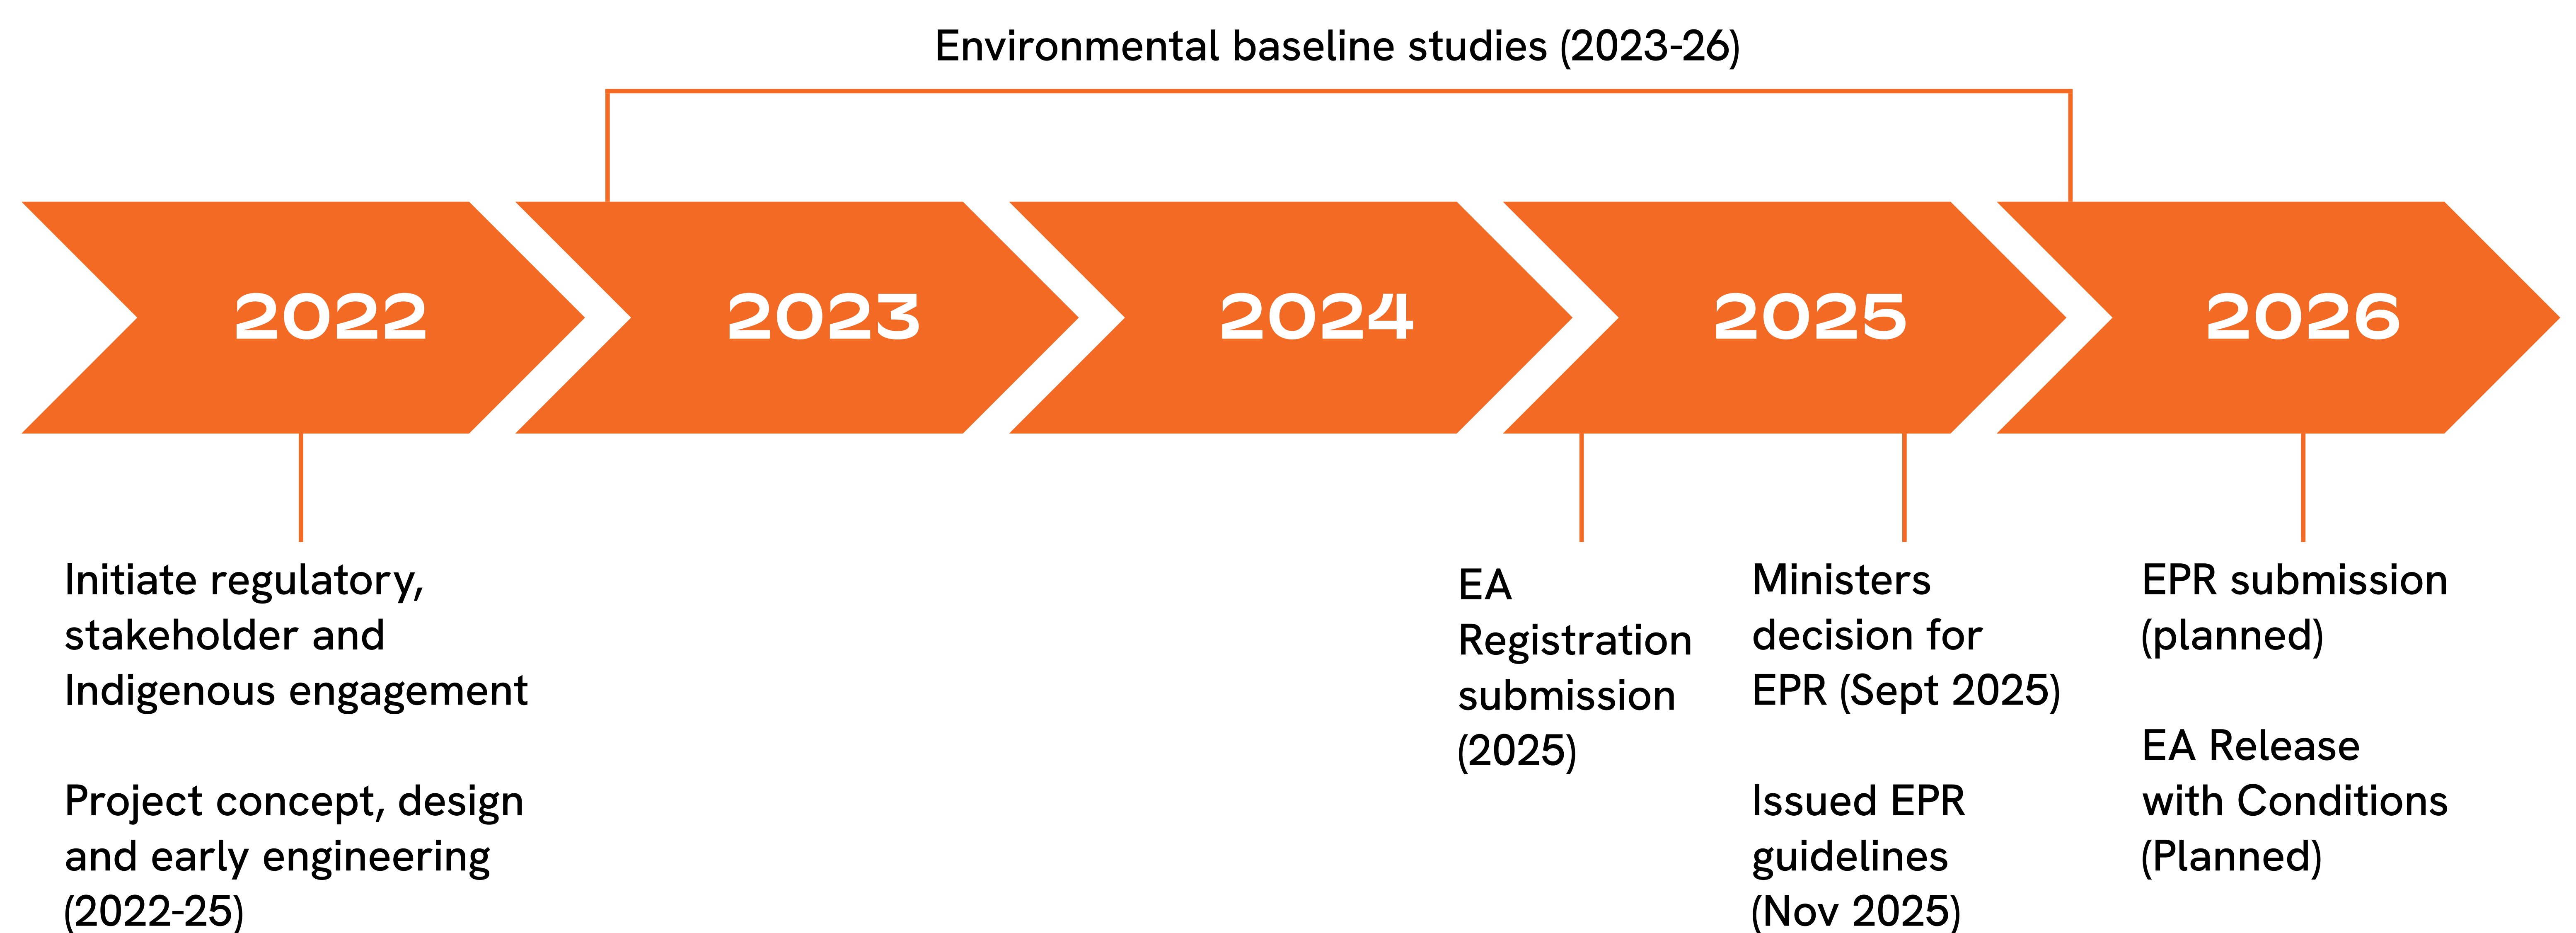 Environmental baseline studies (2023-26)
2022
2023
2024
2025
2026
Initiate regulatory,
stakeholder and
Indigenous engagement
Project concept, design
and early engineering
(2022-25)
EA
Registration
submission
(2025)
Ministers
decision for
EPR (Sept 2025)
Issued EPR
guidelines
(Nov 2025)
EPR submission
(planned)
EA Release
with Conditions
(Planned)